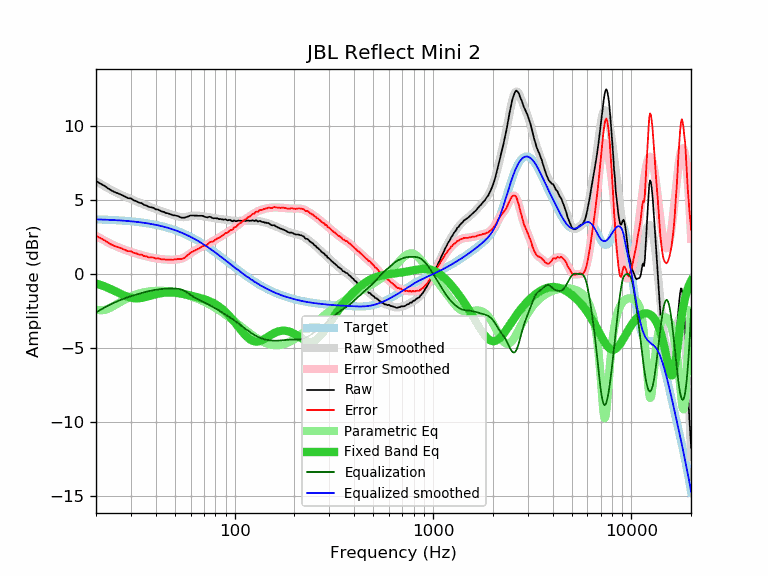 JBL Reflect Mini 2
Amplitude (dBr)
10
5
0
−5
−10
−15
Target
Raw Smoothed
Error Smoothed
Raw
Error
Parametric Eq
Fixed Band Eq
Equalization
Equalized smoothed
100
1000
10000
Frequency (Hz)